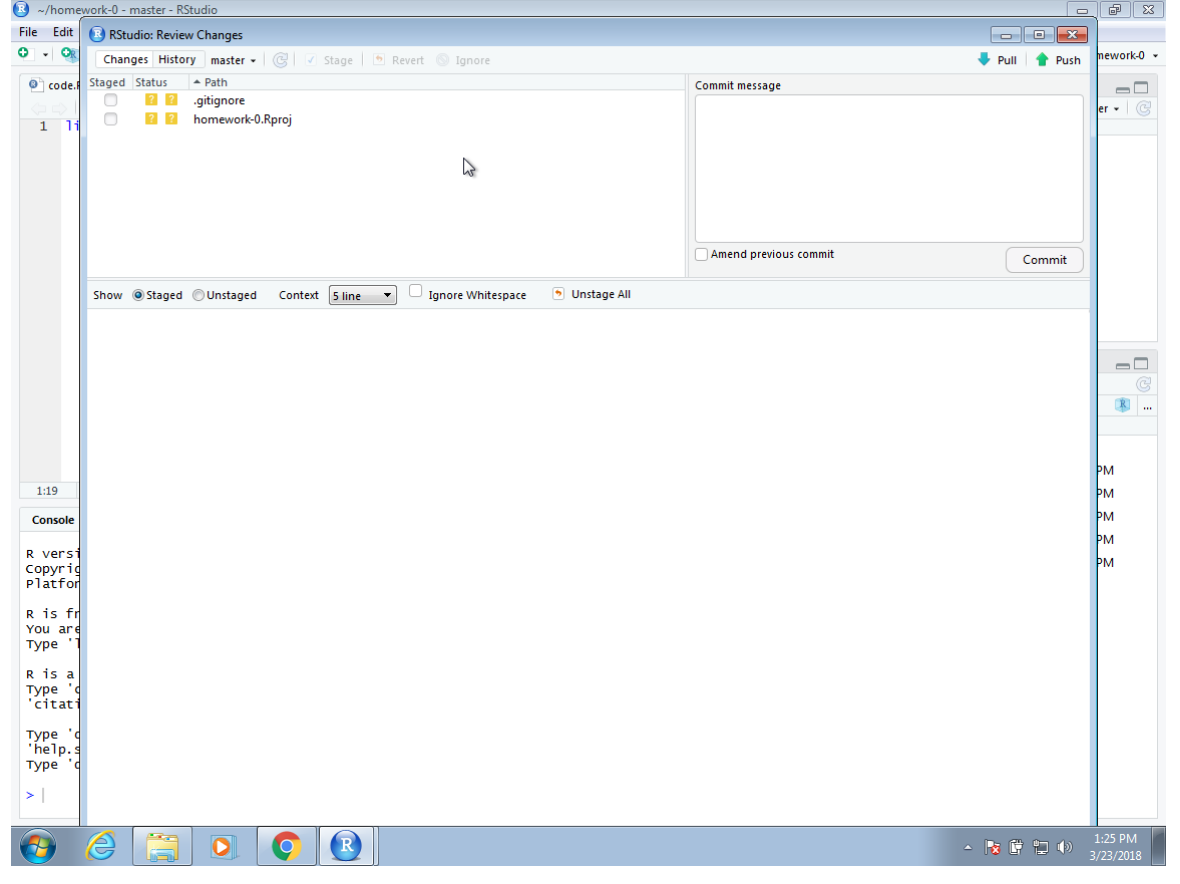 ~/homework-0 - master - RStudio
File Edit
RStudio: Review Changes
Changes History master Stage Revert Ignore
Pull Push
mework-0
code.R
Staged Status Path
.gitignore
homework-0.Rproj
Commit message
er
1 li
Amend previous commit
Commit
Show Staged Unstaged Context 5 line Ignore Whitespace Unstage All
...
PM
PM
PM
PM
PM
1:19
Console
R versi
Copyrig
Platfor
R is fr
You are
Type 'l
R is a
Type 'c
'citati
Type 'd
'help.s
Type 'q
> 
1:25 PM
3/23/2018